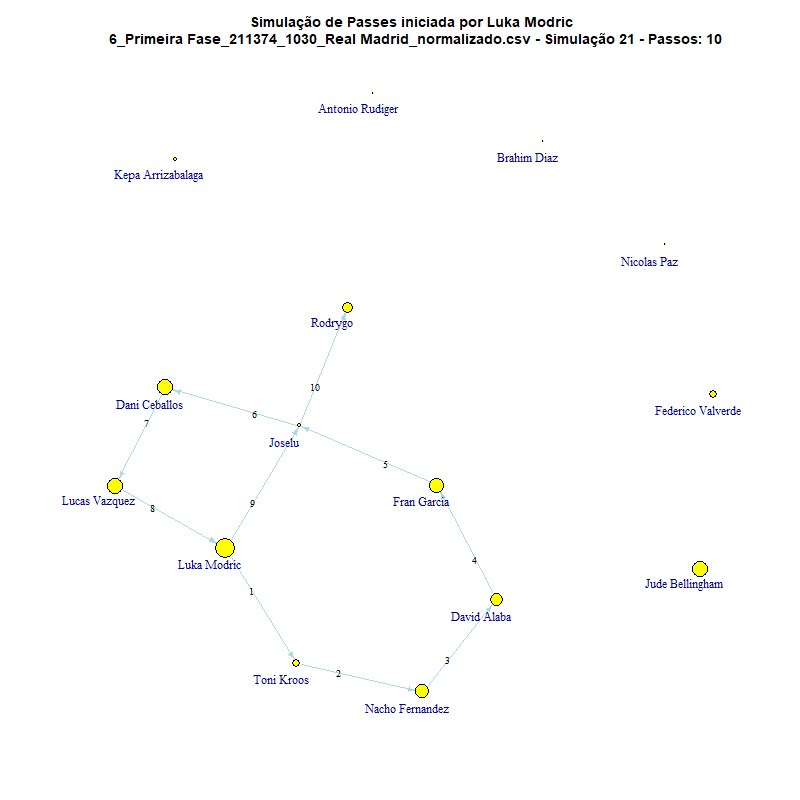 Simulação de Passes iniciada por Luka Modric
6_Primeira Fase_211374_1030_Real Madrid_normalizado.csv - Simulação 21 - Passos: 10
Antonio Rudiger
Brahim Diaz
Kepa Arrizabalaga
Nicolas Paz
Rodrygo
10
Dani Ceballos
Federico Valverde
6
7
Joselu
5
Lucas Vazquez
Fran Garcia
9
8
4
Luka Modric
Jude Bellingham
1
David Alaba
3
2
Toni Kroos
Nacho Fernandez